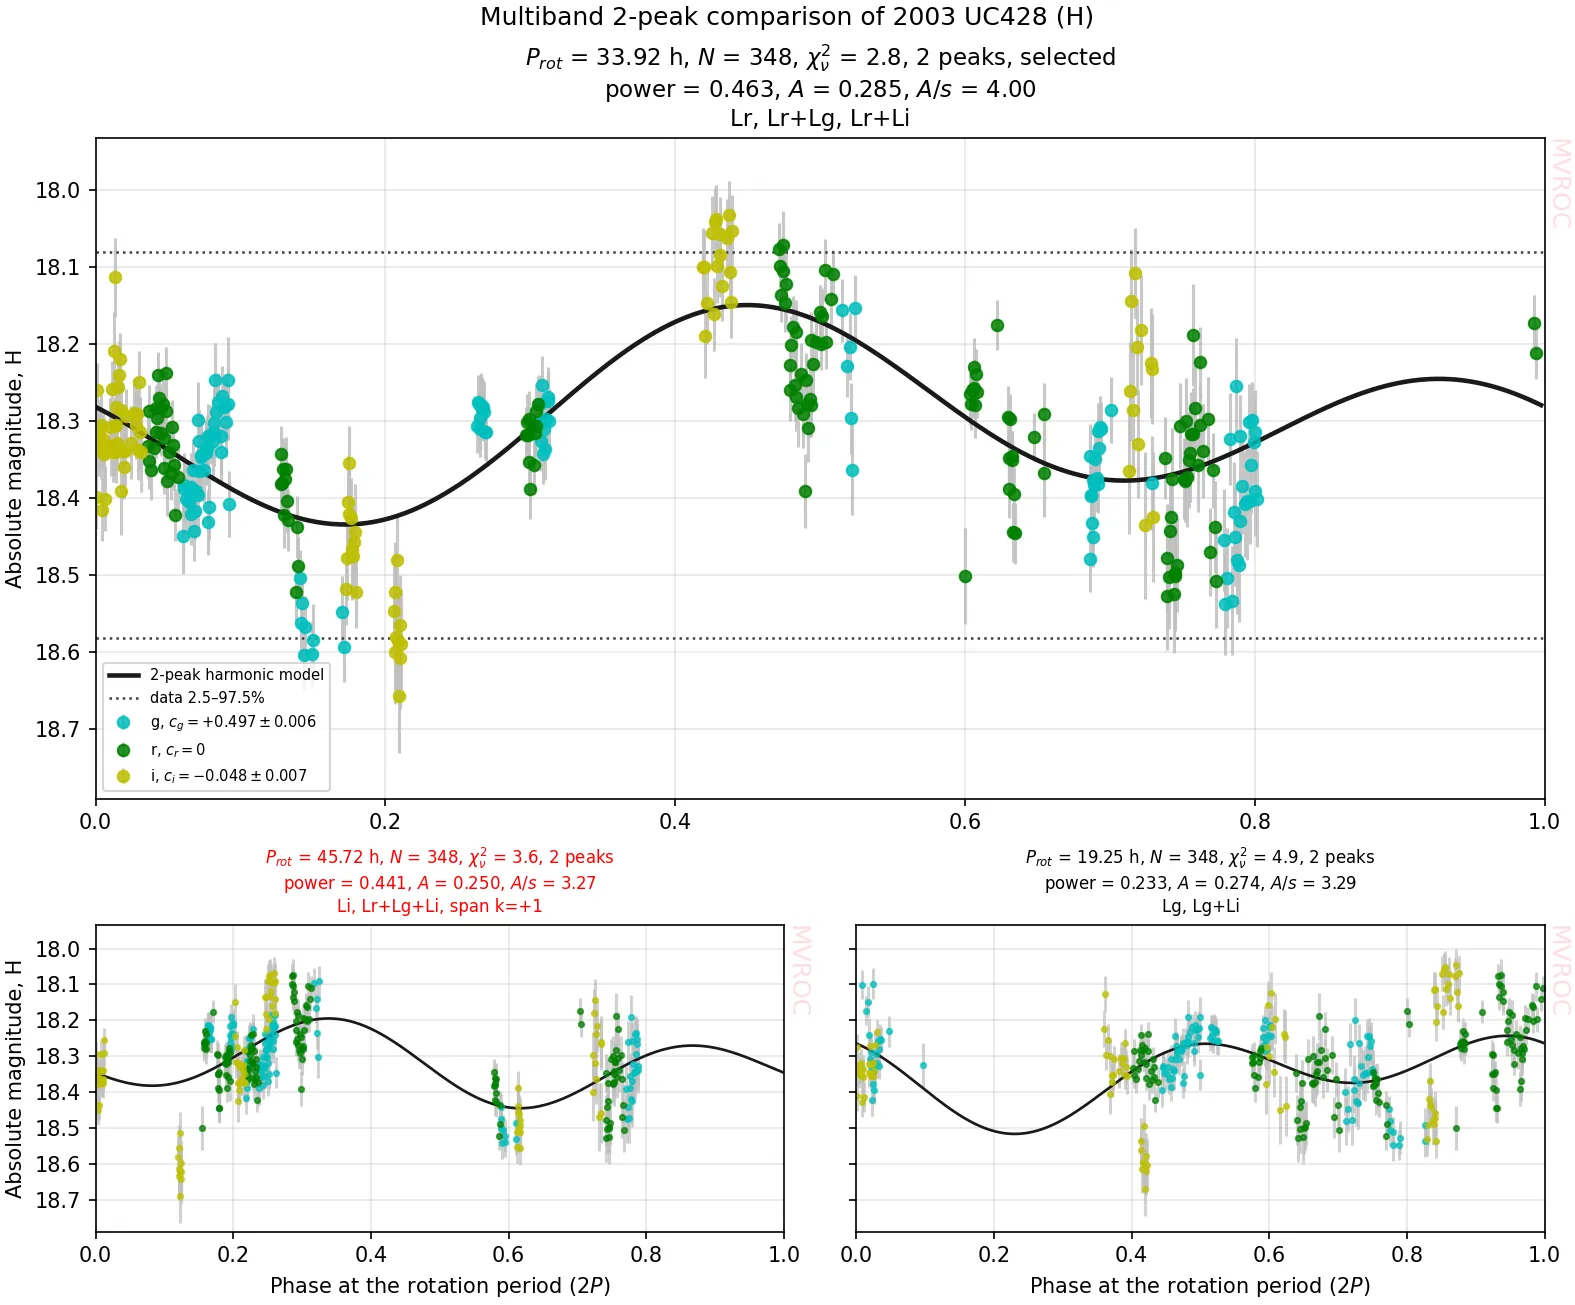 Multiband 2-peak comparison of 2003 UC428 (H)
P_rot = 33.92 h, N = 348, χ²_ν = 2.8, 2 peaks, selected
power = 0.463, A = 0.285, A/s = 4.00
Lr, Lr+Lg, Lr+Li
Absolute magnitude, H
18.0
18.1
18.2
18.3
18.4
18.5
18.6
18.7
2-peak harmonic model
data 2.5–97.5%
g, c_g = +0.497 ± 0.006
r, c_r = 0
i, c_i = −0.048 ± 0.007
0.0 0.2 0.4 0.6 0.8 1.0
MVROC
P_rot = 45.72 h, N = 348, χ²_ν = 3.6, 2 peaks
power = 0.441, A = 0.250, A/s = 3.27
Li, Lr+Lg+Li, span k=+1
Absolute magnitude, H
18.0
18.1
18.2
18.3
18.4
18.5
18.6
18.7
0.0 0.2 0.4 0.6 0.8 1.0
Phase at the rotation period (2P)
MVROC
P_rot = 19.25 h, N = 348, χ²_ν = 4.9, 2 peaks
power = 0.233, A = 0.274, A/s = 3.29
Lg, Lg+Li
0.0 0.2 0.4 0.6 0.8 1.0
Phase at the rotation period (2P)
MVROC